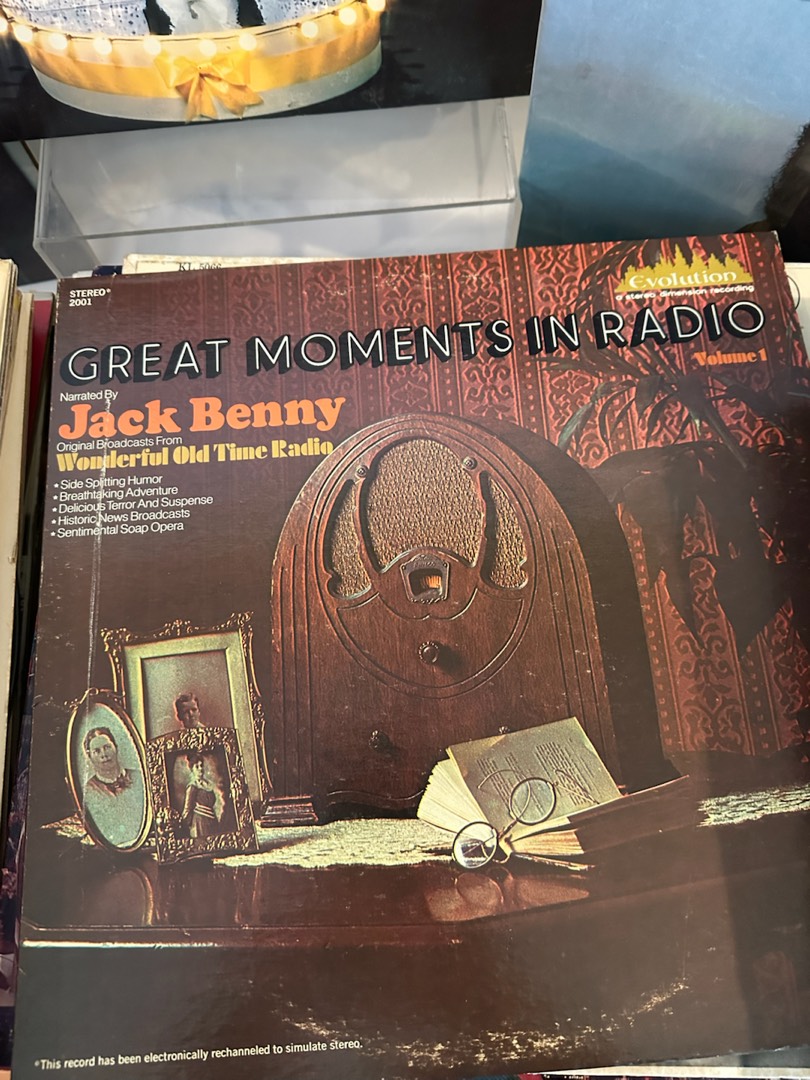 KL 5066
STEREO*
2001
Evolution
a stereo dimension recording
GREAT MOMENTS IN RADIO
Volume 1
Narrated By
Jack Benny
Original Broadcasts From
Wonderful Old Time Radio
* Side Splitting Humor
* Breathtaking Adventure
* Delicious Terror And Suspense
* Historic News Broadcasts
* Sentimental Soap Opera
*This record has been electronically rechanneled to simulate stereo.